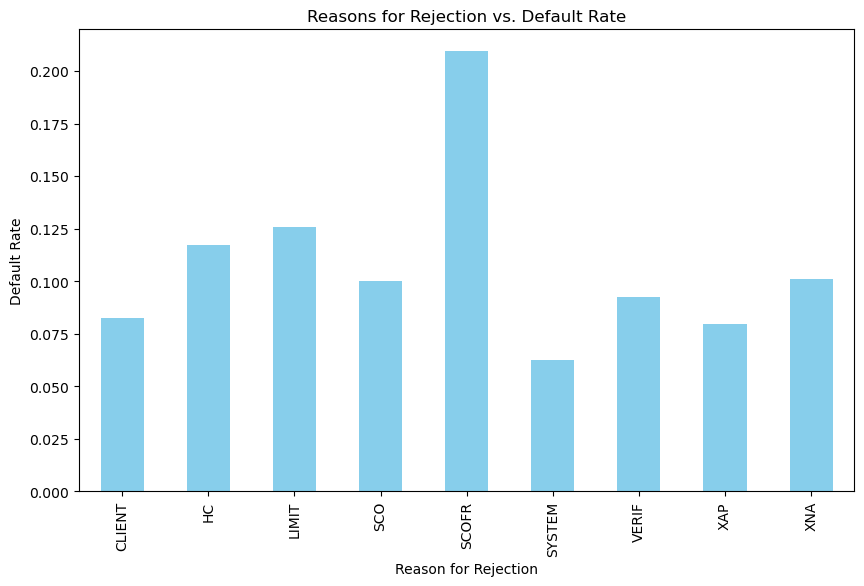 Reasons for Rejection vs. Default Rate
Default Rate
0.200
0.175
0.150
0.125
0.100
0.075
0.050
0.025
0.000
CLIENT
HC
LIMIT
SCO
SCOFR
SYSTEM
VERIF
XAP
XNA
Reason for Rejection